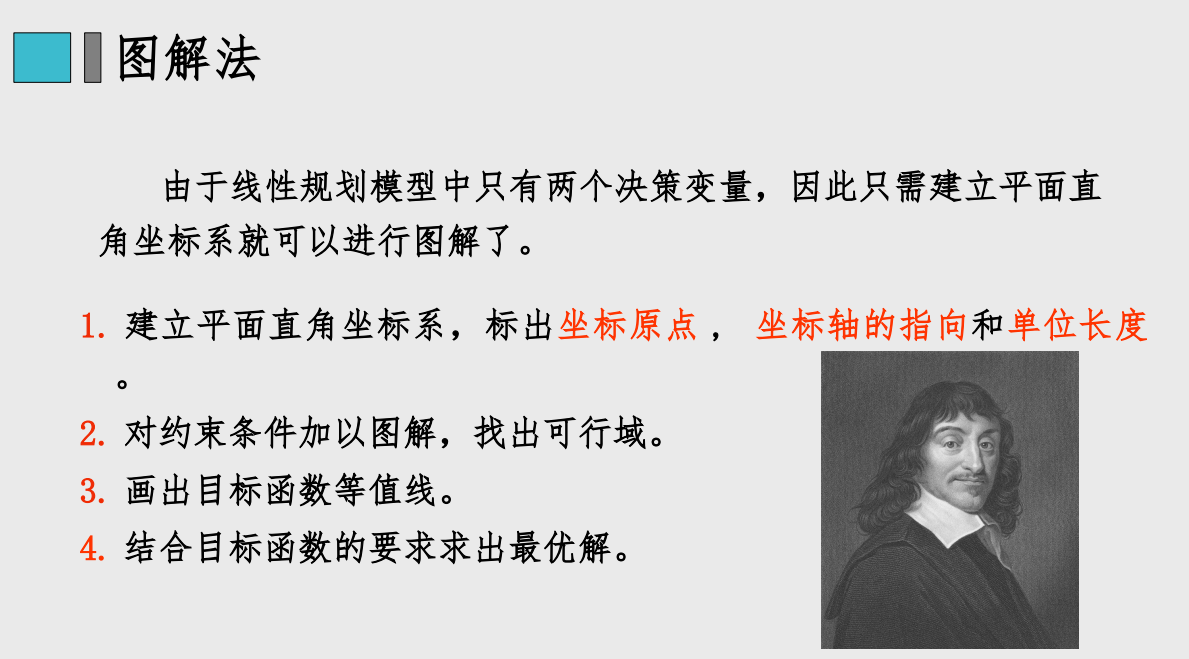 图解法
由于线性规划模型中只有两个决策变量，因此只需建立平面直
角坐标系就可以进行图解了。
1. 建立平面直角坐标系，标出坐标原点， 坐标轴的指向和单位长度
。
2. 对约束条件加以图解，找出可行域。
3. 画出目标函数等值线。
4. 结合目标函数的要求求出最优解。